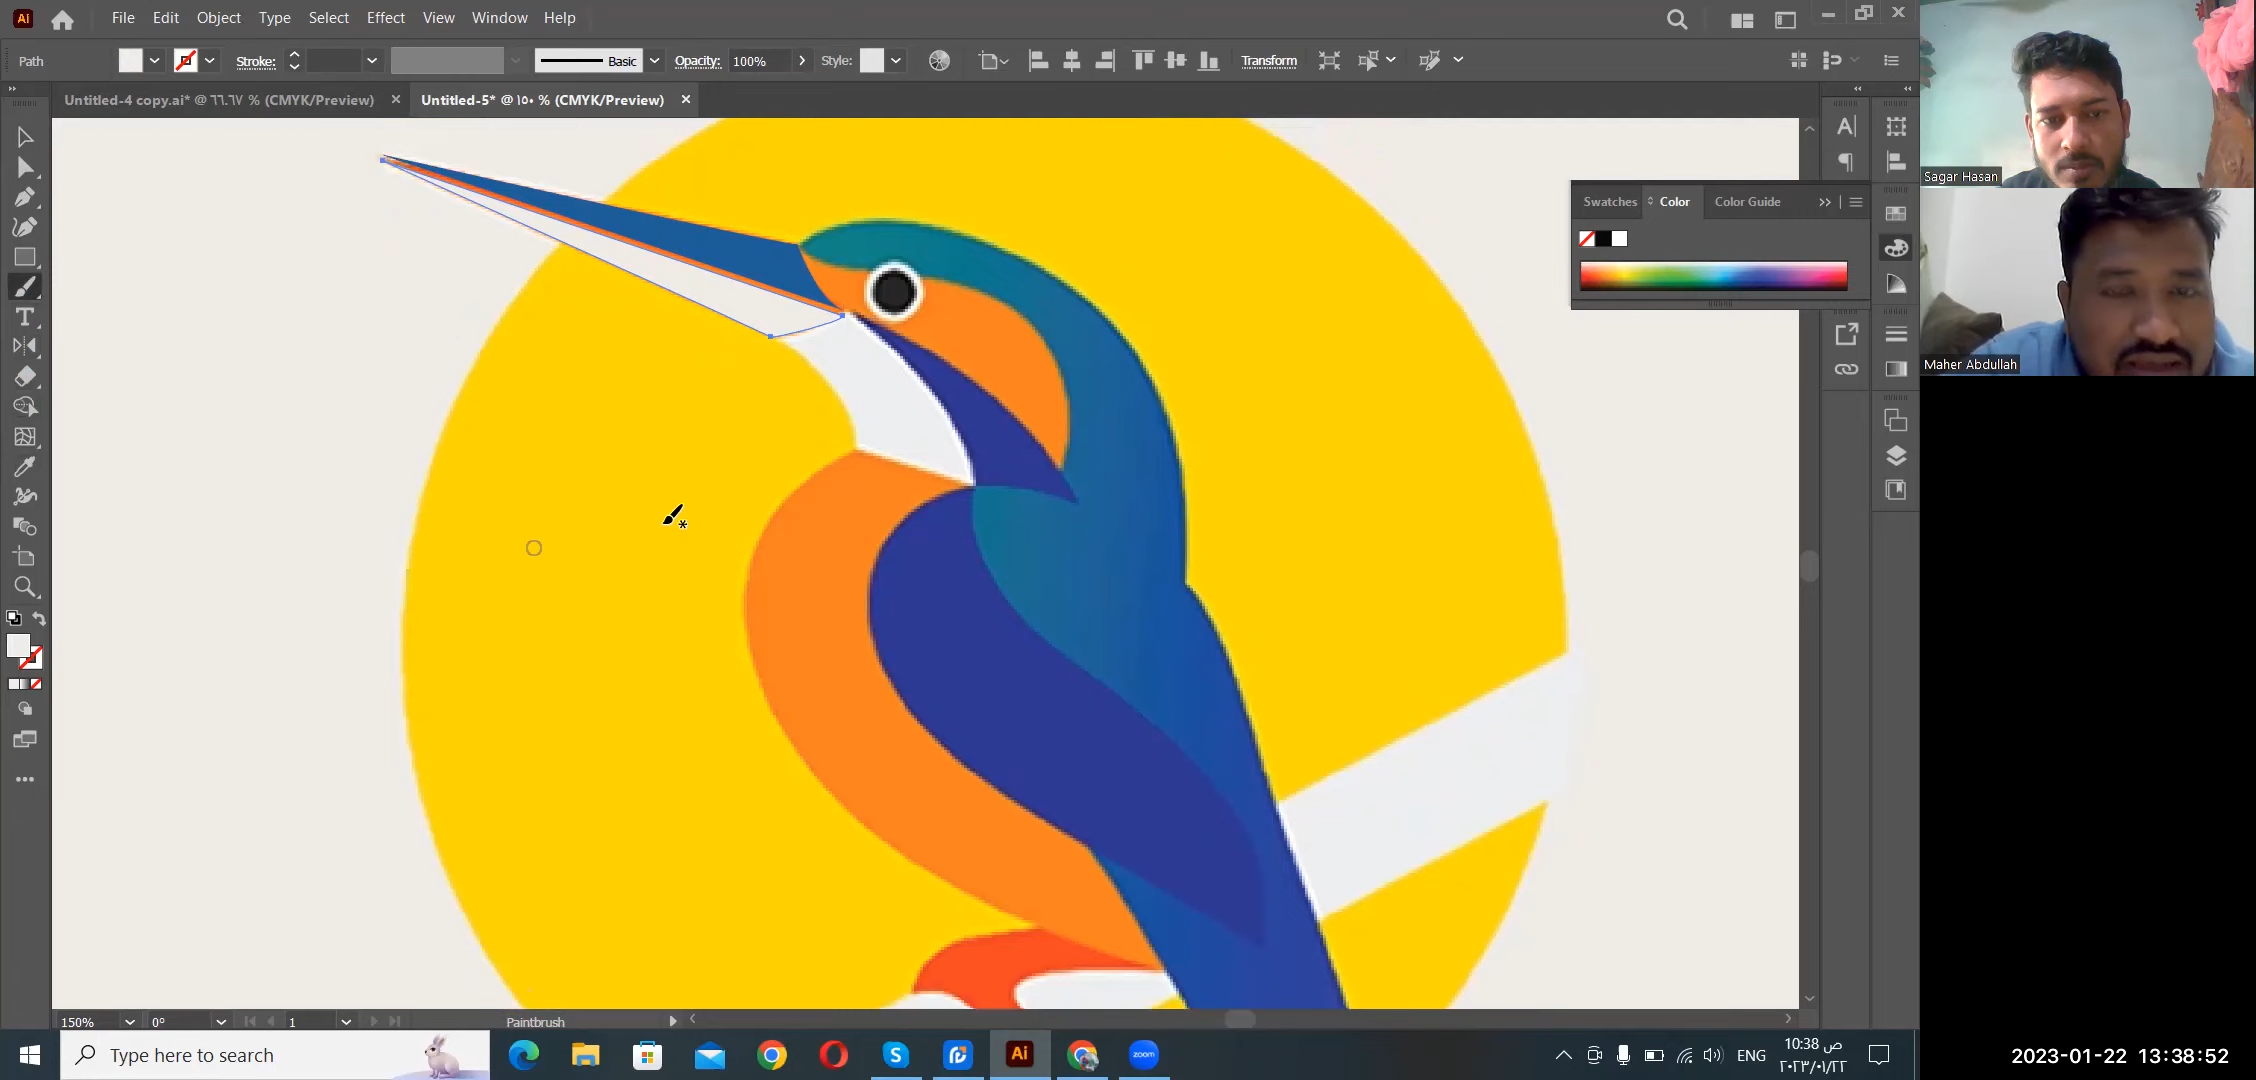 Ai File Edit Object Type Select Effect View Window Help
Path Stroke: Basic Opacity: 100% Style: Transform
Untitled-4 copy.ai* @ ٦٦.٦٧ % (CMYK/Preview) Untitled-5* @ ١٥٠ % (CMYK/Preview)
Swatches Color Color Guide
Sagar Hasan
Maher Abdullah
150% 0° 1 Paintbrush
Type here to search
Ai
zoom
ENG
10:38 ص
٢٠٢٣/٠١/٢٢
2023-01-22 13:38:52